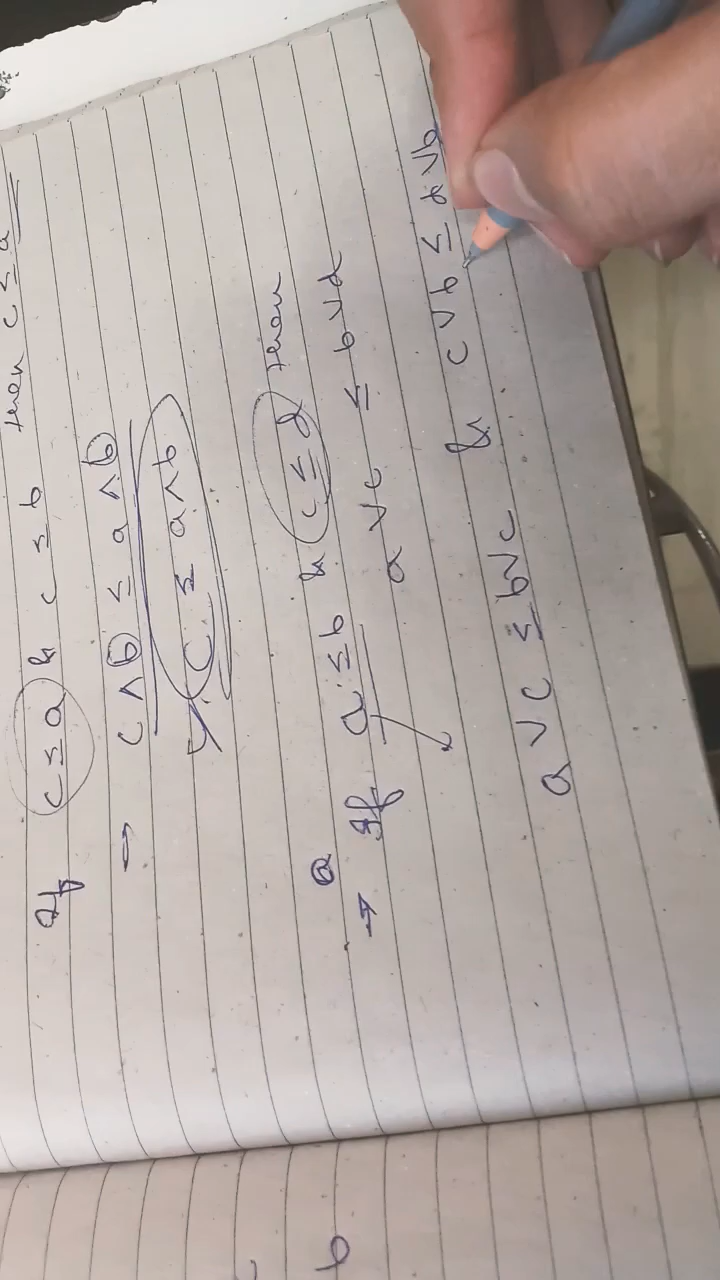 If c ≤ a & c ≤ b then c ≤ a
⇒ c ∧ b ≤ a ∧ b
c ≤ a ∧ b
⇒ If a ≤ b & c ≤ d then
a ∨ c ≤ b ∨ d
a ∨ c ≤ b ∨ c & c ∨ b ≤ d ∨ b
b